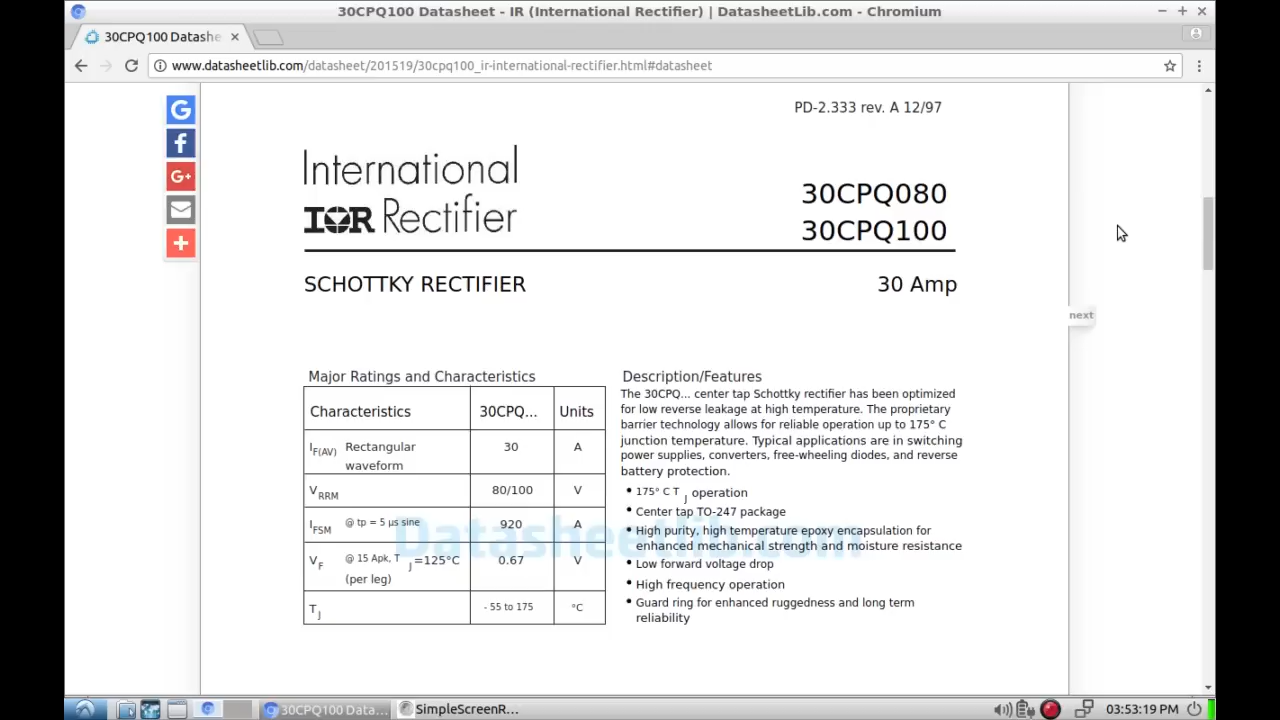 30CPQ100 Datasheet - IR (International Rectifier) | DatasheetLib.com - Chromium
30CPQ100 Datashe
www.datasheetlib.com/datasheet/201519/30cpq100_ir-international-rectifier.html#datasheet
PD-2.333 rev. A 12/97
International
IOR Rectifier
30CPQ080
30CPQ100
SCHOTTKY RECTIFIER
30 Amp
next
Major Ratings and Characteristics
Characteristics 30CPQ... Units
IF(AV) Rectangular waveform 30 A
VRRM 80/100 V
IFSM @ tp = 5 µs sine 920 A
VF @ 15 Apk, TJ=125°C (per leg) 0.67 V
TJ - 55 to 175 °C
Description/Features
The 30CPQ... center tap Schottky rectifier has been optimized
for low reverse leakage at high temperature. The proprietary
barrier technology allows for reliable operation up to 175° C
junction temperature. Typical applications are in switching
power supplies, converters, free-wheeling diodes, and reverse
battery protection.
• 175° C TJ operation
• Center tap TO-247 package
• High purity, high temperature epoxy encapsulation for
enhanced mechanical strength and moisture resistance
• Low forward voltage drop
• High frequency operation
• Guard ring for enhanced ruggedness and long term
reliability
Datasheetlib.com
30CPQ100 Data...
SimpleScreenR...
03:53:19 PM